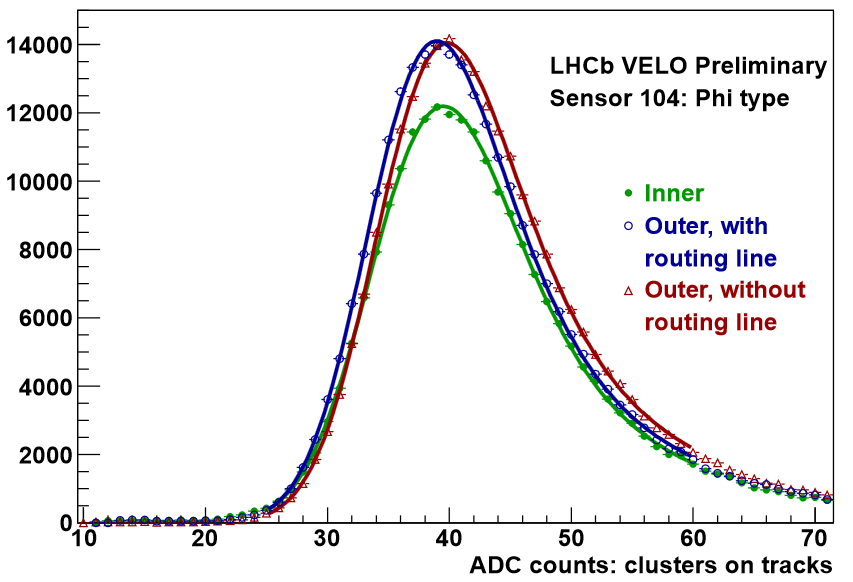 14000
12000
10000
8000
6000
4000
2000
0
LHCb VELO Preliminary
Sensor 104: Phi type
Inner
Outer, with
routing line
Outer, without
routing line
10 20 30 40 50 60 70
ADC counts: clusters on tracks